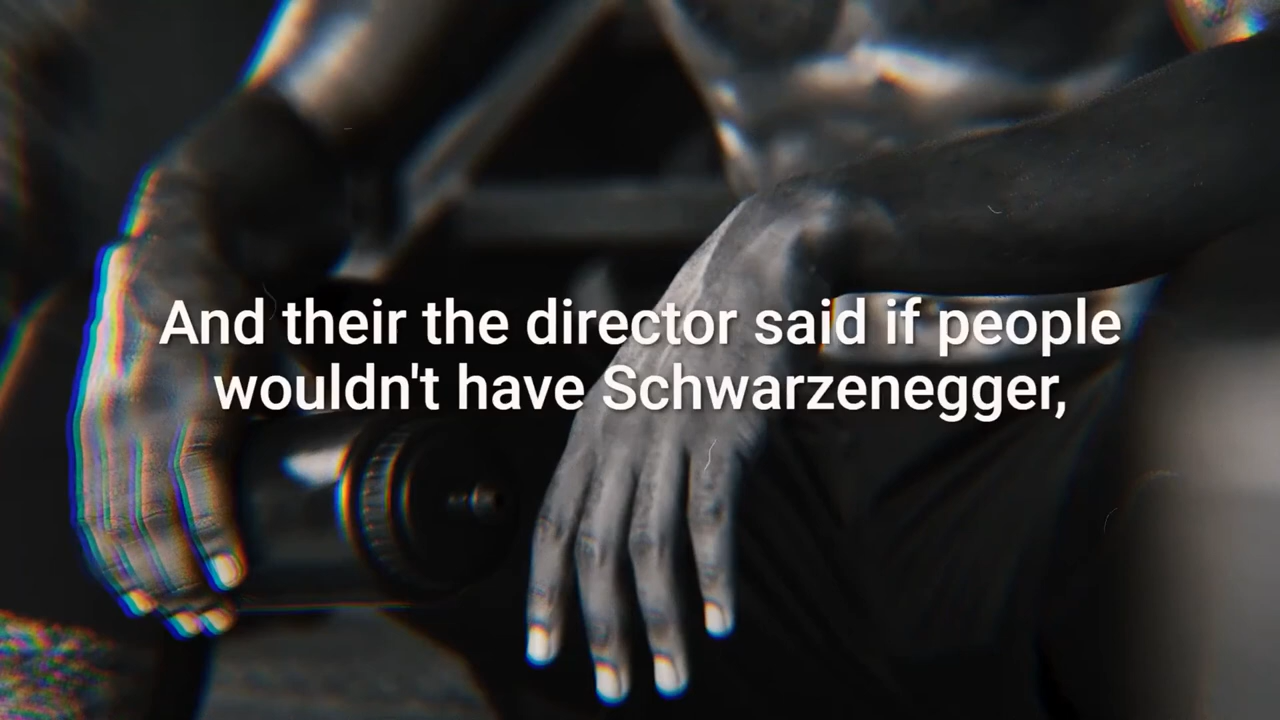 And their the director said if people
wouldn't have Schwarzenegger,